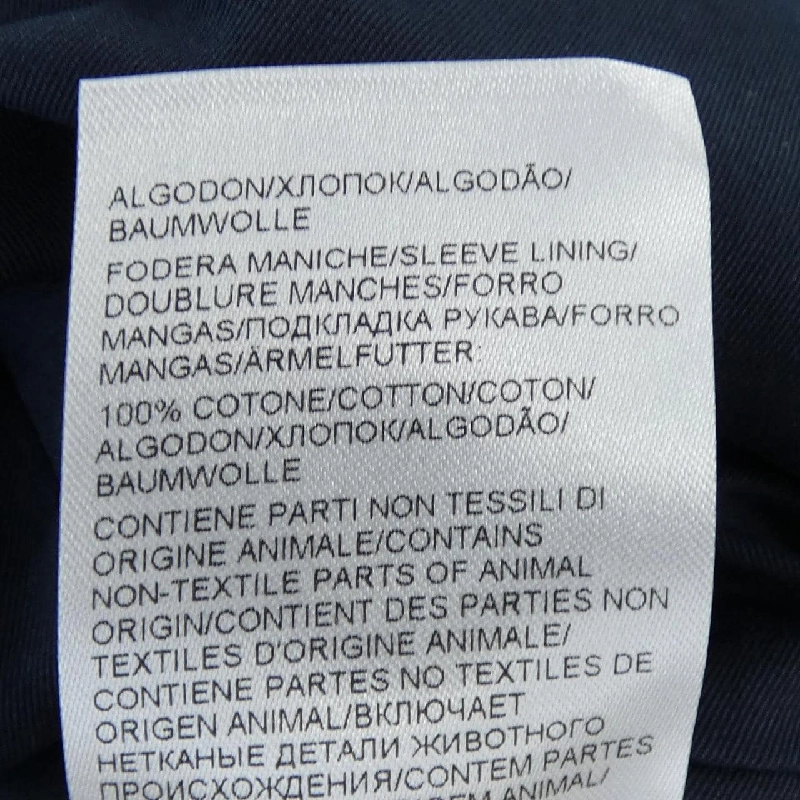 ALGODON/ХЛОПОК/ALGODÃO/
BAUMWOLLE
FODERA MANICHE/SLEEVE LINING/
DOUBLURE MANCHES/FORRO
MANGAS/ПОДКЛАДКА РУКАВА/FORRO
MANGAS/ÄRMELFUTTER:
100% COTONE/COTTON/COTON/
ALGODON/ХЛОПОК/ALGODÃO/
BAUMWOLLE
CONTIENE PARTI NON TESSILI DI
ORIGINE ANIMALE/CONTAINS
NON-TEXTILE PARTS OF ANIMAL
ORIGIN/CONTIENT DES PARTIES NON
TEXTILES D'ORIGINE ANIMALE/
CONTIENE PARTES NO TEXTILES DE
ORIGEN ANIMAL/ВКЛЮЧАЕТ
НЕТКАНЫЕ ДЕТАЛИ ЖИВОТНОГО
ПРОИСХОЖДЕНИЯ/CONTEM PARTES
ANIMAL/